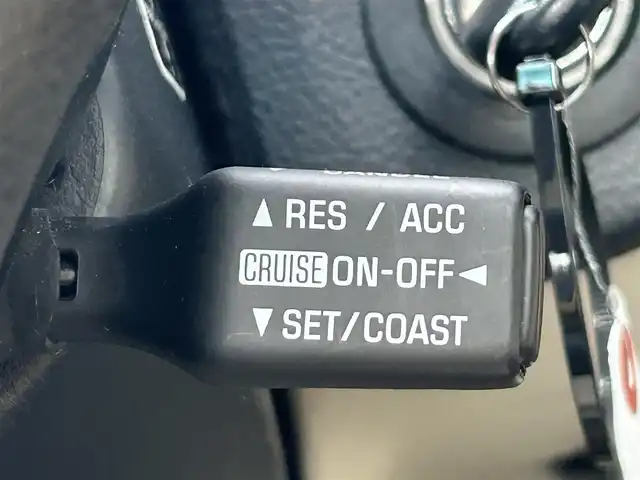 ▲ RES / ACC
CRUISE ON-OFF ◀
▼ SET/COAST